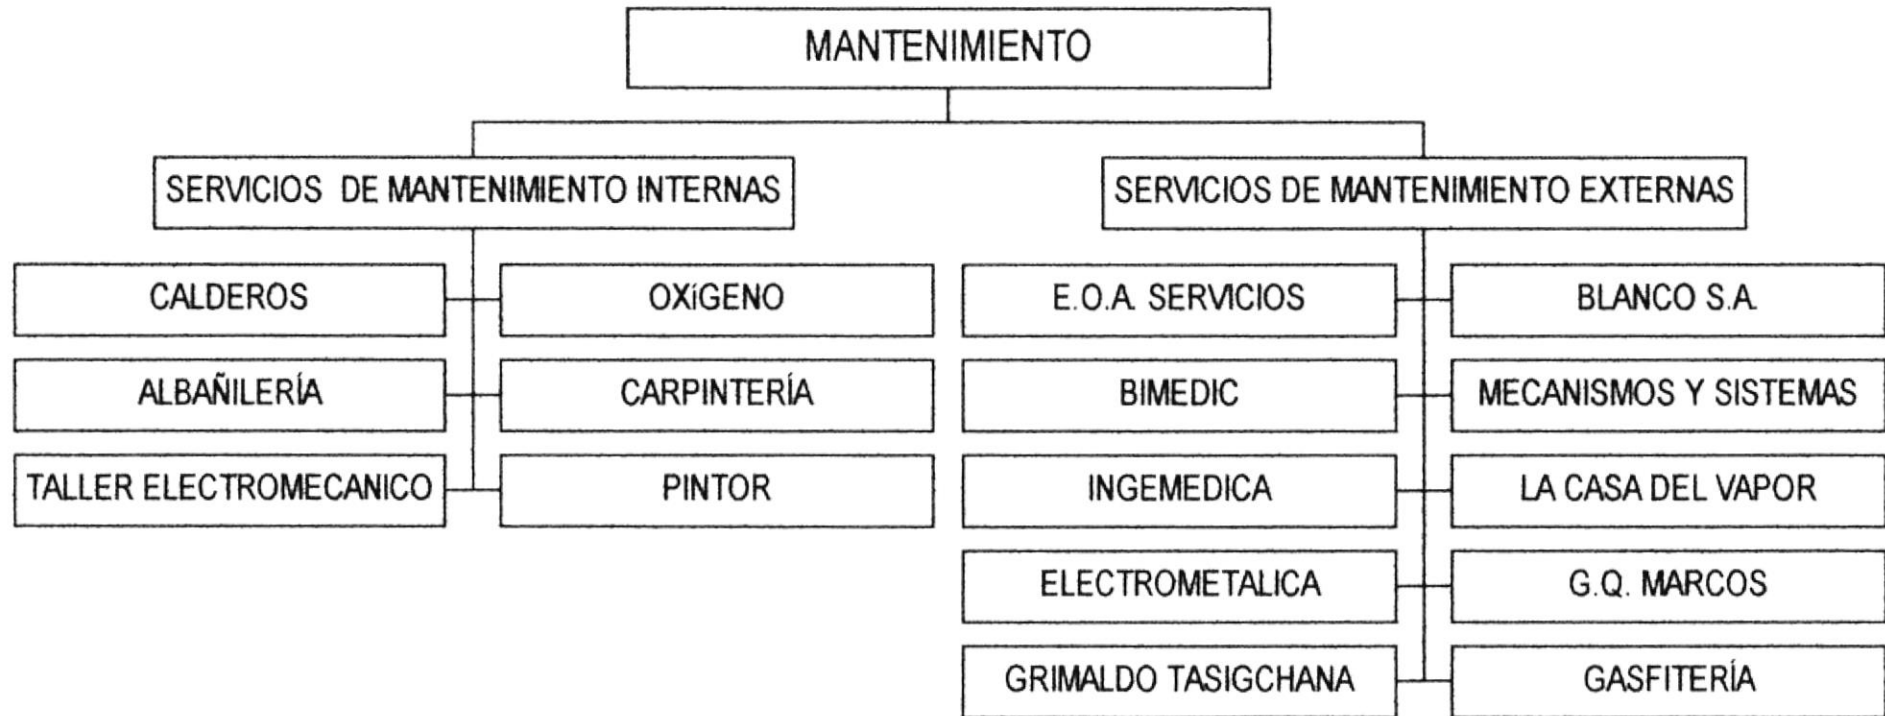 MANTENIMIENTO
SERVICIOS DE MANTENIMIENTO INTERNAS
SERVICIOS DE MANTENIMIENTO EXTERNAS
CALDEROS
OXíGENO
E.O.A. SERVICIOS
BLANCO S.A.
ALBAÑILERÍA
CARPINTERÍA
BIMEDIC
MECANISMOS Y SISTEMAS
TALLER ELECTROMECANICO
PINTOR
INGEMEDICA
LA CASA DEL VAPOR
ELECTROMETALICA
G.Q. MARCOS
GRIMALDO TASIGCHANA
GASFITERÍA